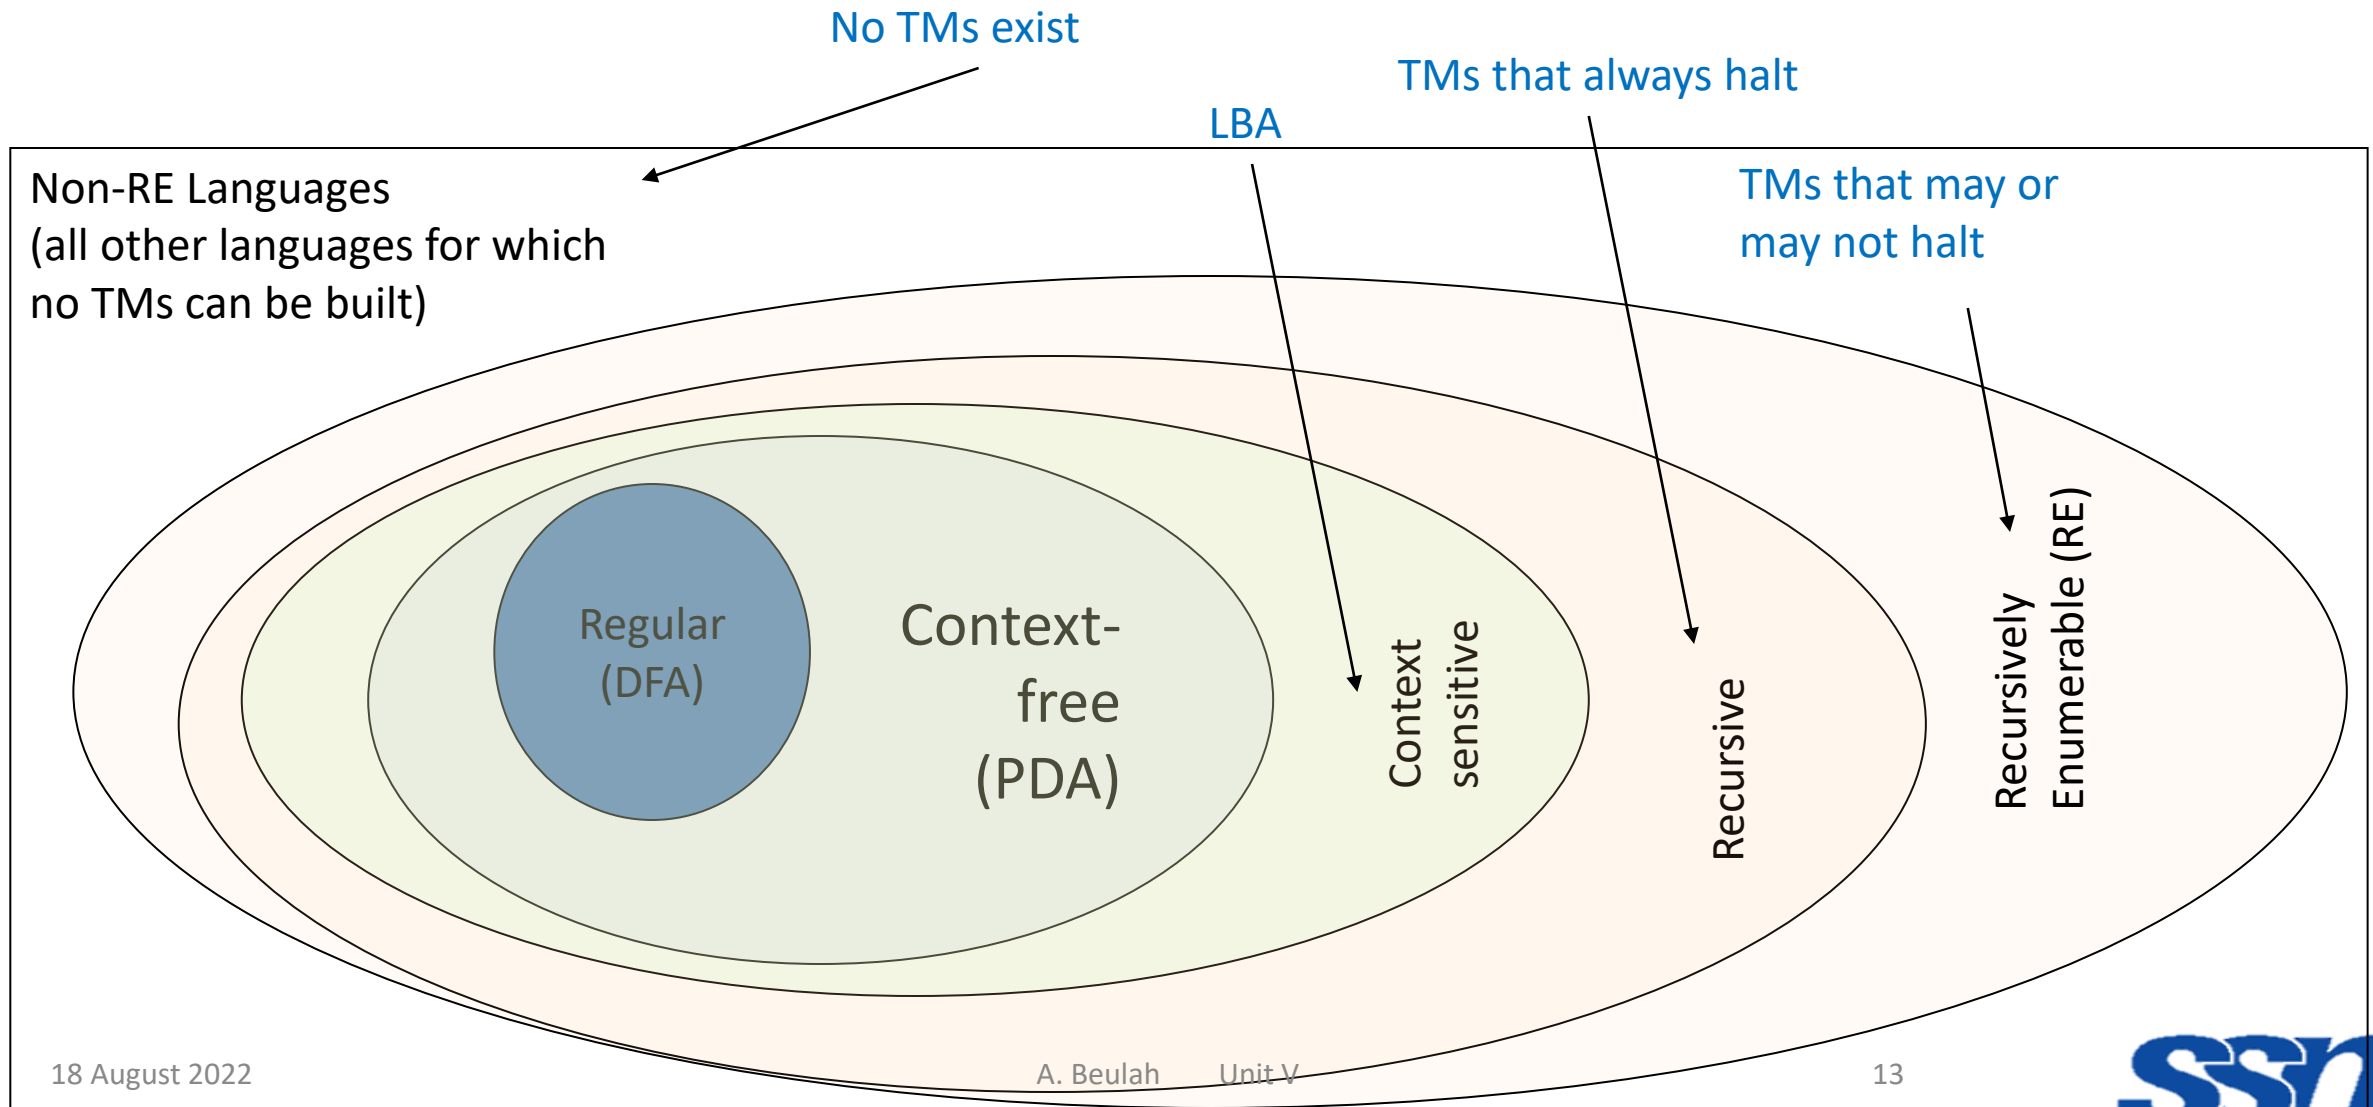 No TMs exist
TMs that always halt
LBA
Non-RE Languages
(all other languages for which
no TMs can be built)
TMs that may or
may not halt
Regular
(DFA)
Context-
free
(PDA)
Context
sensitive
Recursive
Recursively
Enumerable (RE)
18 August 2022
A. Beulah Unit V
13
ssn